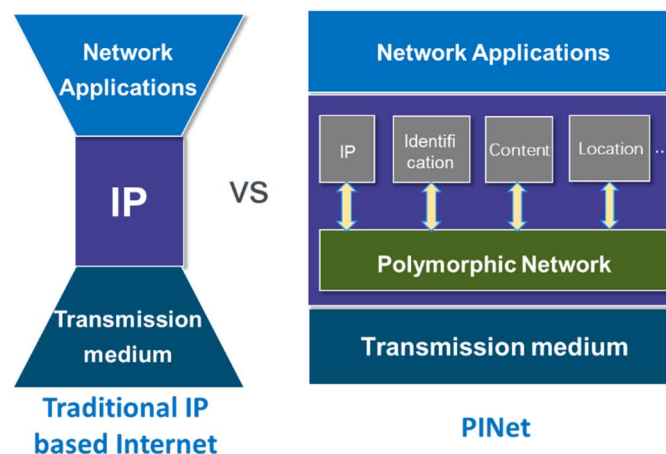 Network
Applications
IP
Transmission
medium
Traditional IP
based Internet
VS
Network Applications
IP
Identifi
cation
Content
Location
...
Polymorphic Network
Transmission medium
PINet